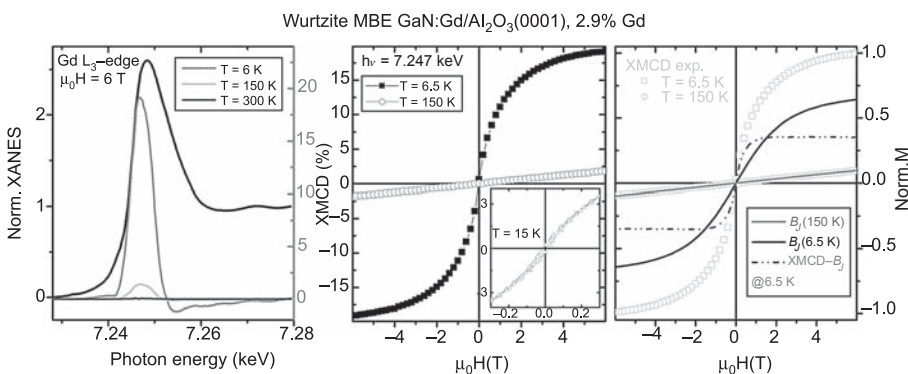 Wurtzite MBE GaN:Gd/Al₂O₃(0001), 2.9% Gd
Gd L₃–edge
μ₀H = 6 T
T = 6 K
T = 150 K
T = 300 K
Norm. XANES
2
1
0
20
15
10
5
0
7.24
7.26
7.28
Photon energy (keV)
XMCD (%)
hν = 7.247 keV
T = 6.5 K
T = 150 K
15
10
5
0
−5
−10
−15
T = 15 K
3
0
-3
−0.2
0.0
0.2
−4
−2
0
2
4
μ₀H(T)
XMCD exp.
T = 6.5 K
T = 150 K
Bⱼ(150 K)
Bⱼ(6.5 K)
XMCD–Bⱼ
@6.5 K
1.0
0.5
0.0
−0.5
−1.0
Norm.M
−4
−2
0
2
4
μ₀H(T)